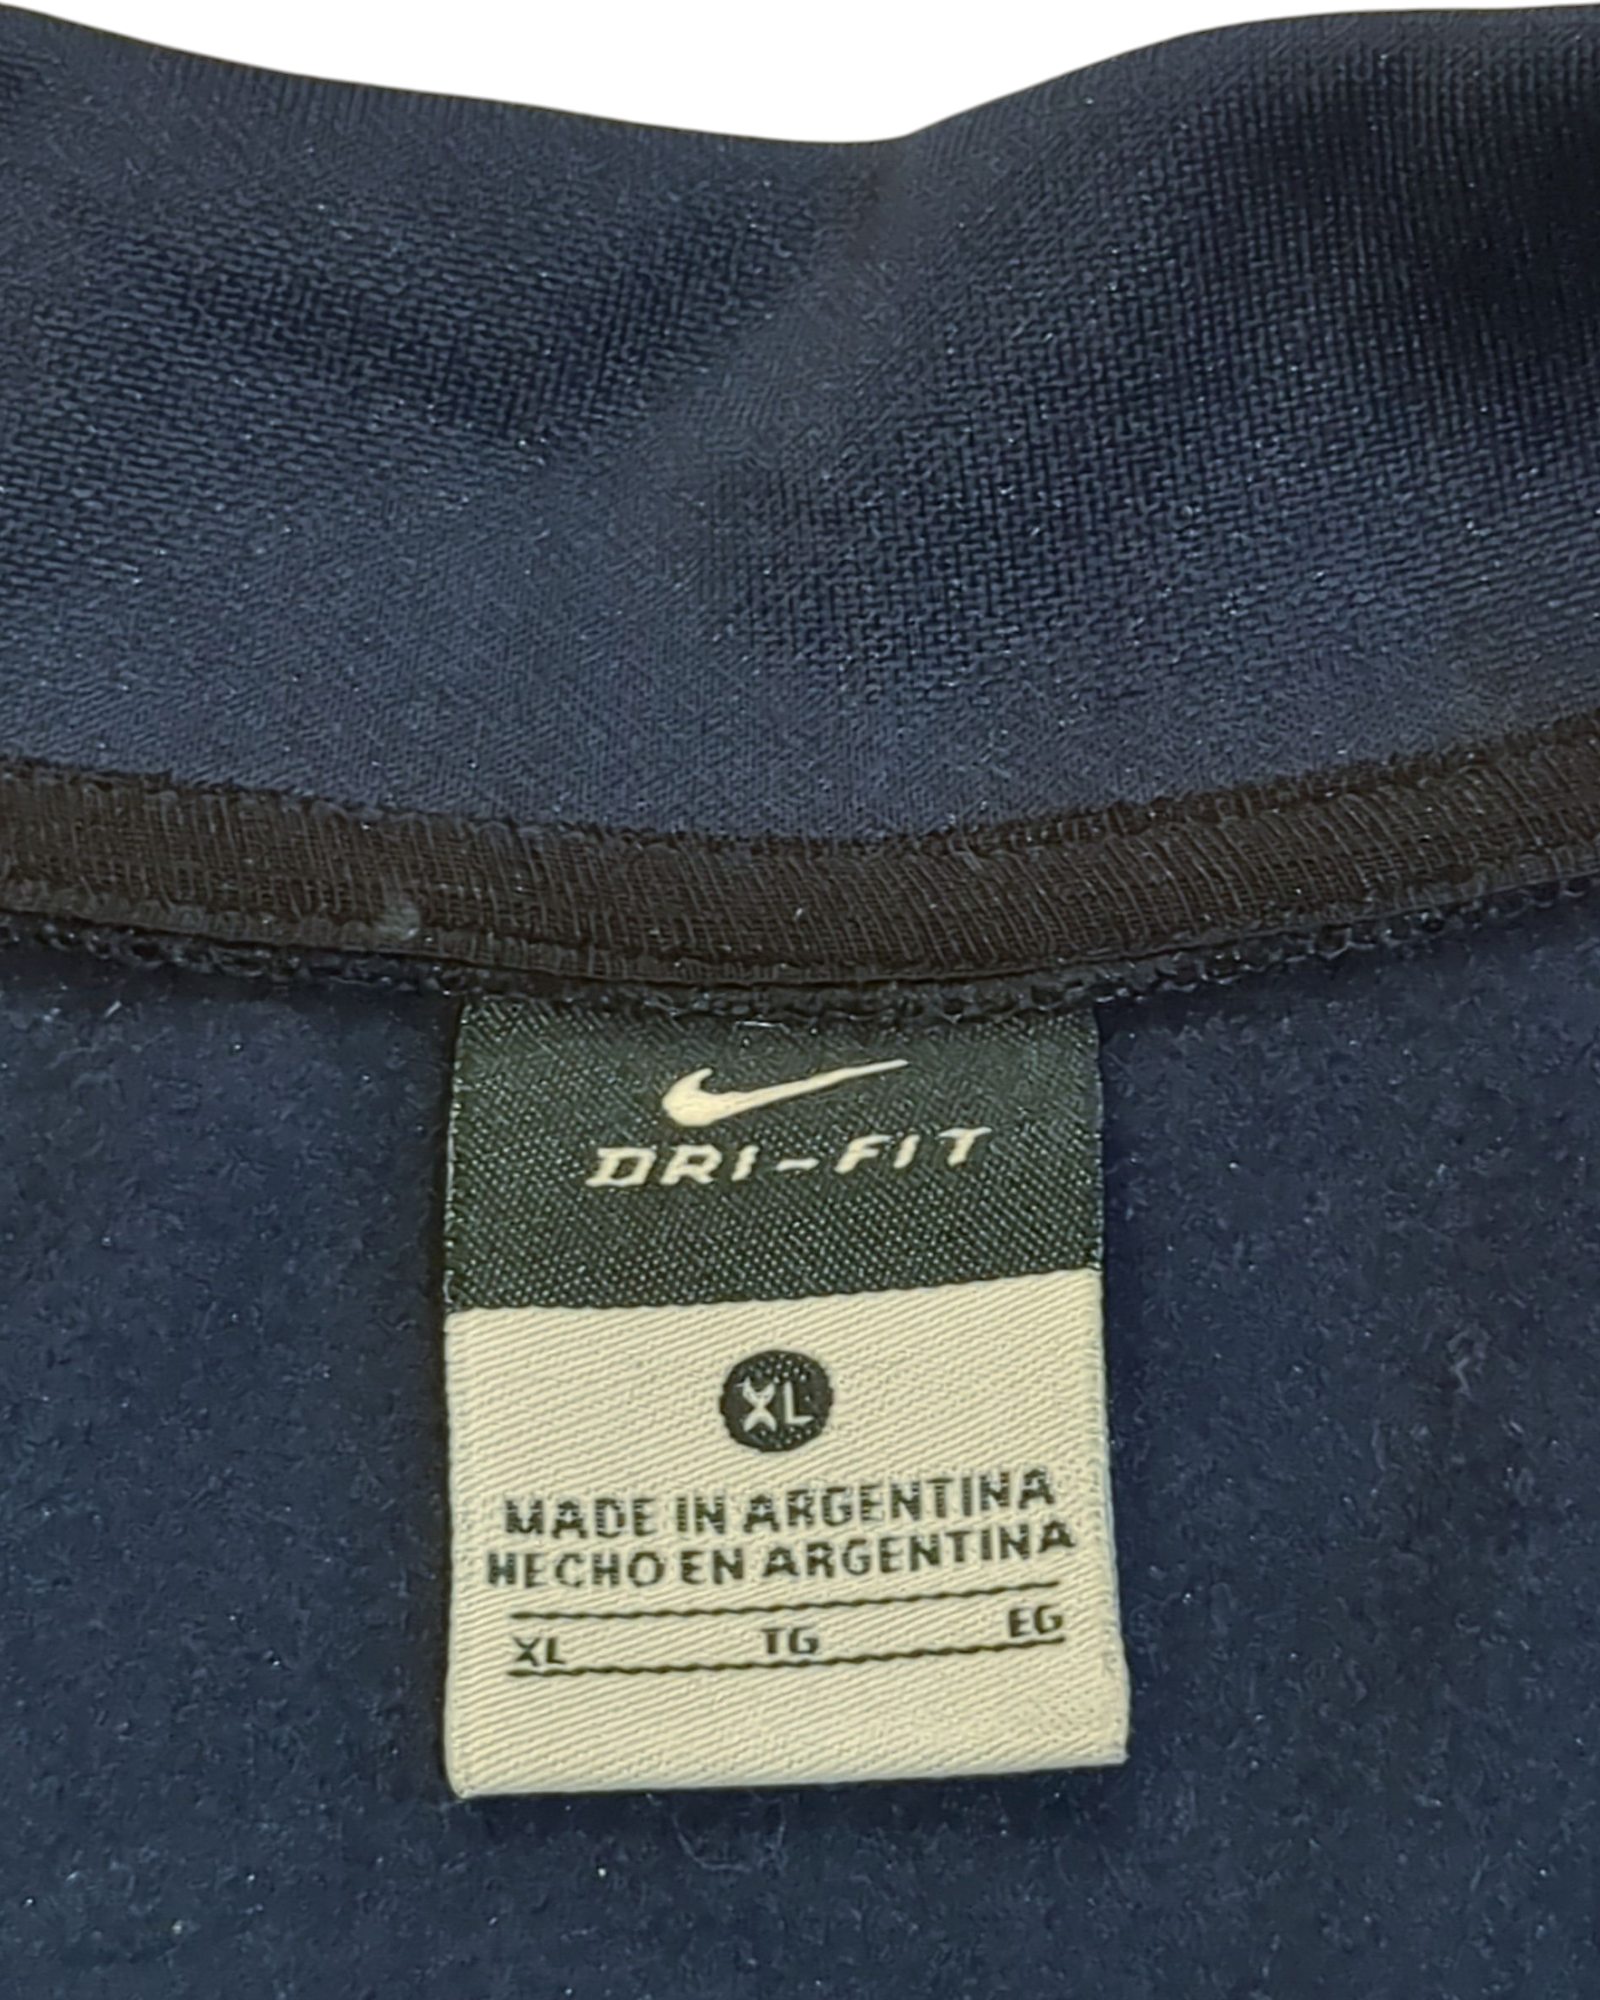 DRI-FIT
XL
MADE IN ARGENTINA
HECHO EN ARGENTINA
XL TG EG